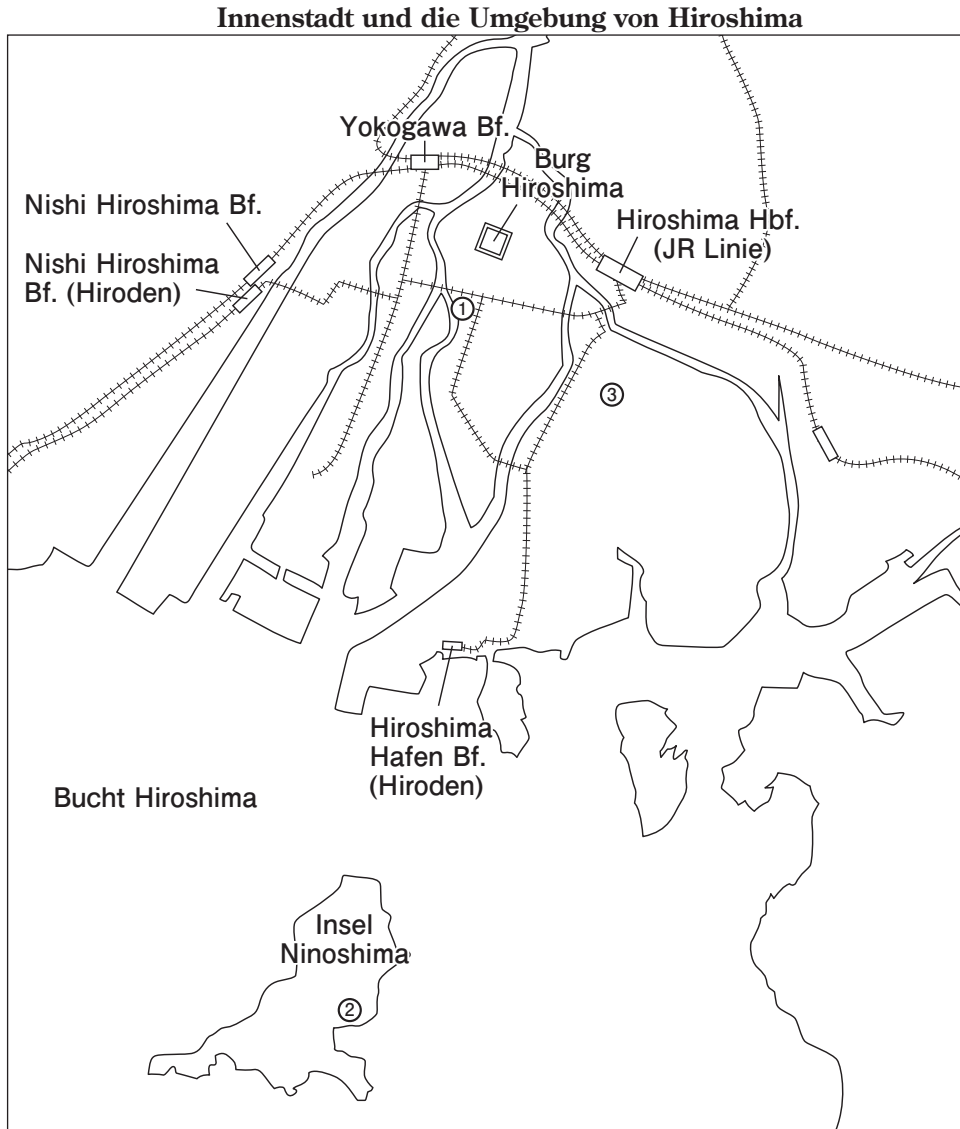 Innenstadt und die Umgebung von Hiroshima
Yokogawa Bf.
Burg
Hiroshima
Nishi Hiroshima Bf.
Hiroshima Hbf.
(JR Linie)
Nishi Hiroshima
Bf. (Hiroden)
①
③
Hiroshima
Hafen Bf.
(Hiroden)
Bucht Hiroshima
Insel
Ninoshima
②